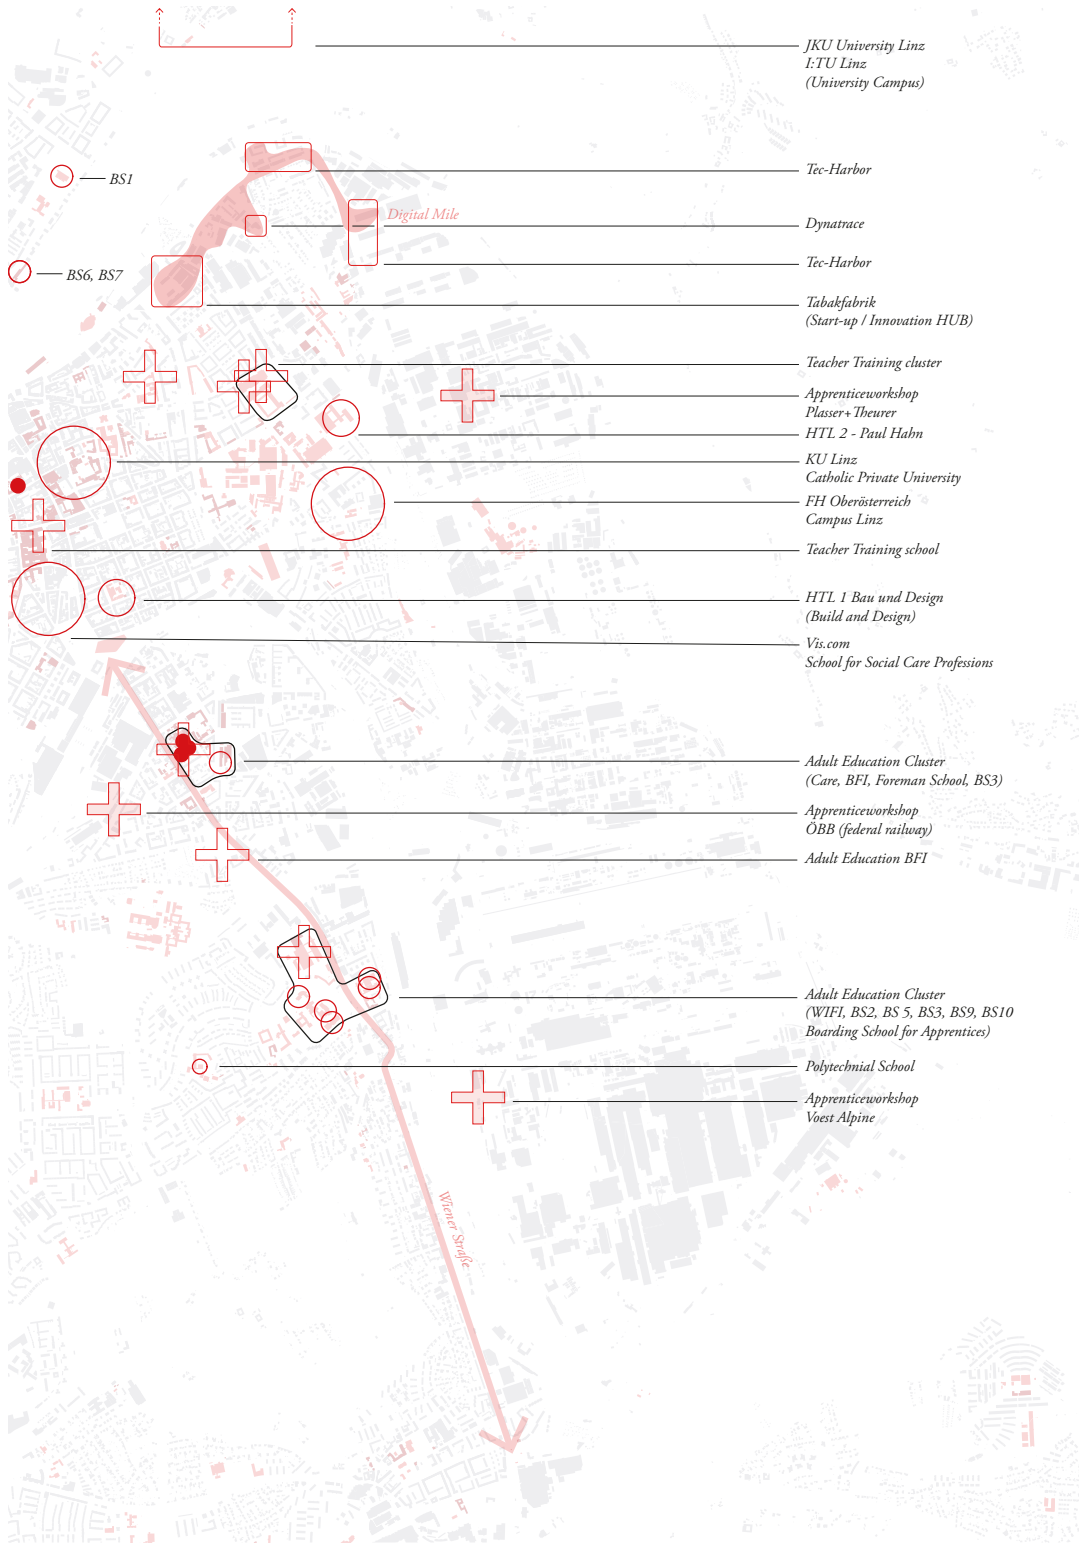 JKU University Linz
I:TU Linz
(University Campus)
Tec-Harbor
BS1
Digital Mile
Dynatrace
Tec-Harbor
BS6, BS7
Tabakfabrik
(Start-up / Innovation HUB)
Teacher Training cluster
Apprenticeworkshop
Plasser+Theurer
HTL 2 - Paul Hahn
KU Linz
Catholic Private University
FH Oberösterreich
Campus Linz
Teacher Training school
HTL 1 Bau und Design
(Build and Design)
Vis.com
School for Social Care Professions
Adult Education Cluster
(Care, BFI, Foreman School, BS3)
Apprenticeworkshop
ÖBB (federal railway)
Adult Education BFI
Adult Education Cluster
(WIFI, BS2, BS 5, BS3, BS9, BS10
Boarding School for Apprentices)
Polytechnial School
Apprenticeworkshop
Voest Alpine
Wiener Straße